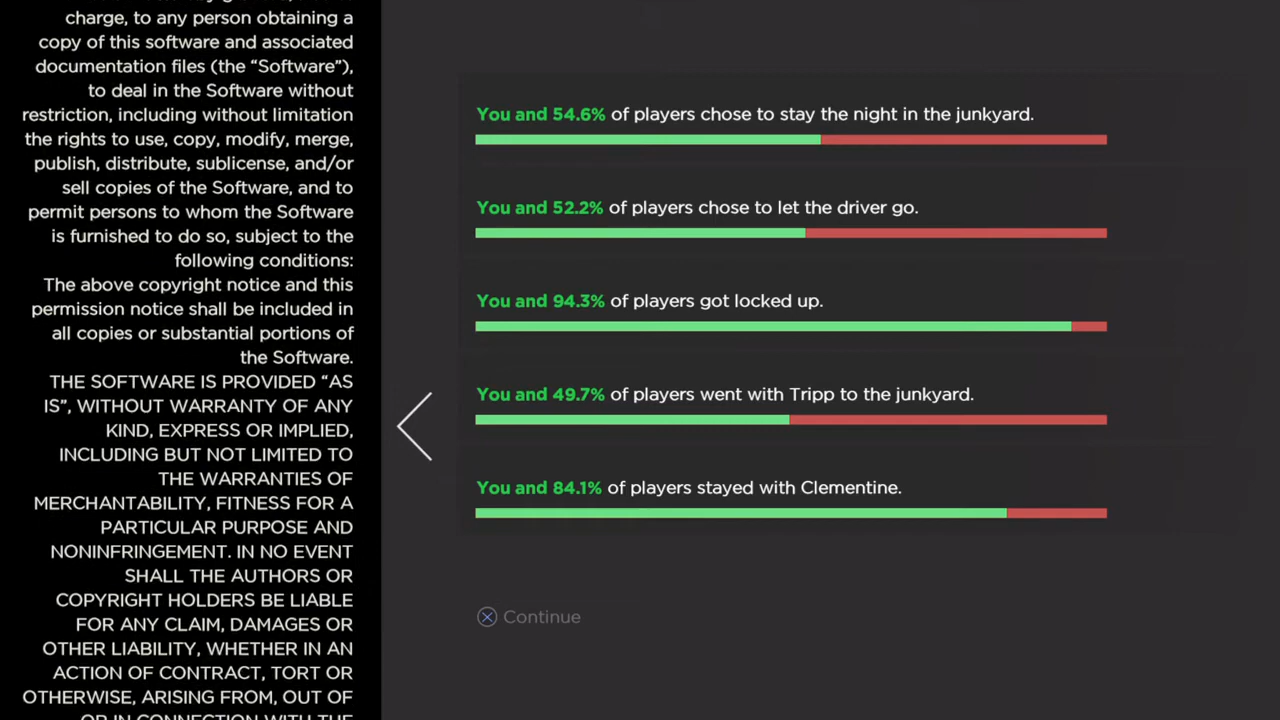 charge, to any person obtaining a
copy of this software and associated
documentation files (the “Software”),
to deal in the Software without
restriction, including without limitation
the rights to use, copy, modify, merge,
publish, distribute, sublicense, and/or
sell copies of the Software, and to
permit persons to whom the Software
is furnished to do so, subject to the
following conditions:
The above copyright notice and this
permission notice shall be included in
all copies or substantial portions of
the Software.
THE SOFTWARE IS PROVIDED “AS
IS”, WITHOUT WARRANTY OF ANY
KIND, EXPRESS OR IMPLIED,
INCLUDING BUT NOT LIMITED TO
THE WARRANTIES OF
MERCHANTABILITY, FITNESS FOR A
PARTICULAR PURPOSE AND
NONINFRINGEMENT. IN NO EVENT
SHALL THE AUTHORS OR
COPYRIGHT HOLDERS BE LIABLE
FOR ANY CLAIM, DAMAGES OR
OTHER LIABILITY, WHETHER IN AN
ACTION OF CONTRACT, TORT OR
OTHERWISE, ARISING FROM, OUT OF
OR IN CONNECTION WITH THE
You and 54.6% of players chose to stay the night in the junkyard.
You and 52.2% of players chose to let the driver go.
You and 94.3% of players got locked up.
You and 49.7% of players went with Tripp to the junkyard.
You and 84.1% of players stayed with Clementine.
Continue